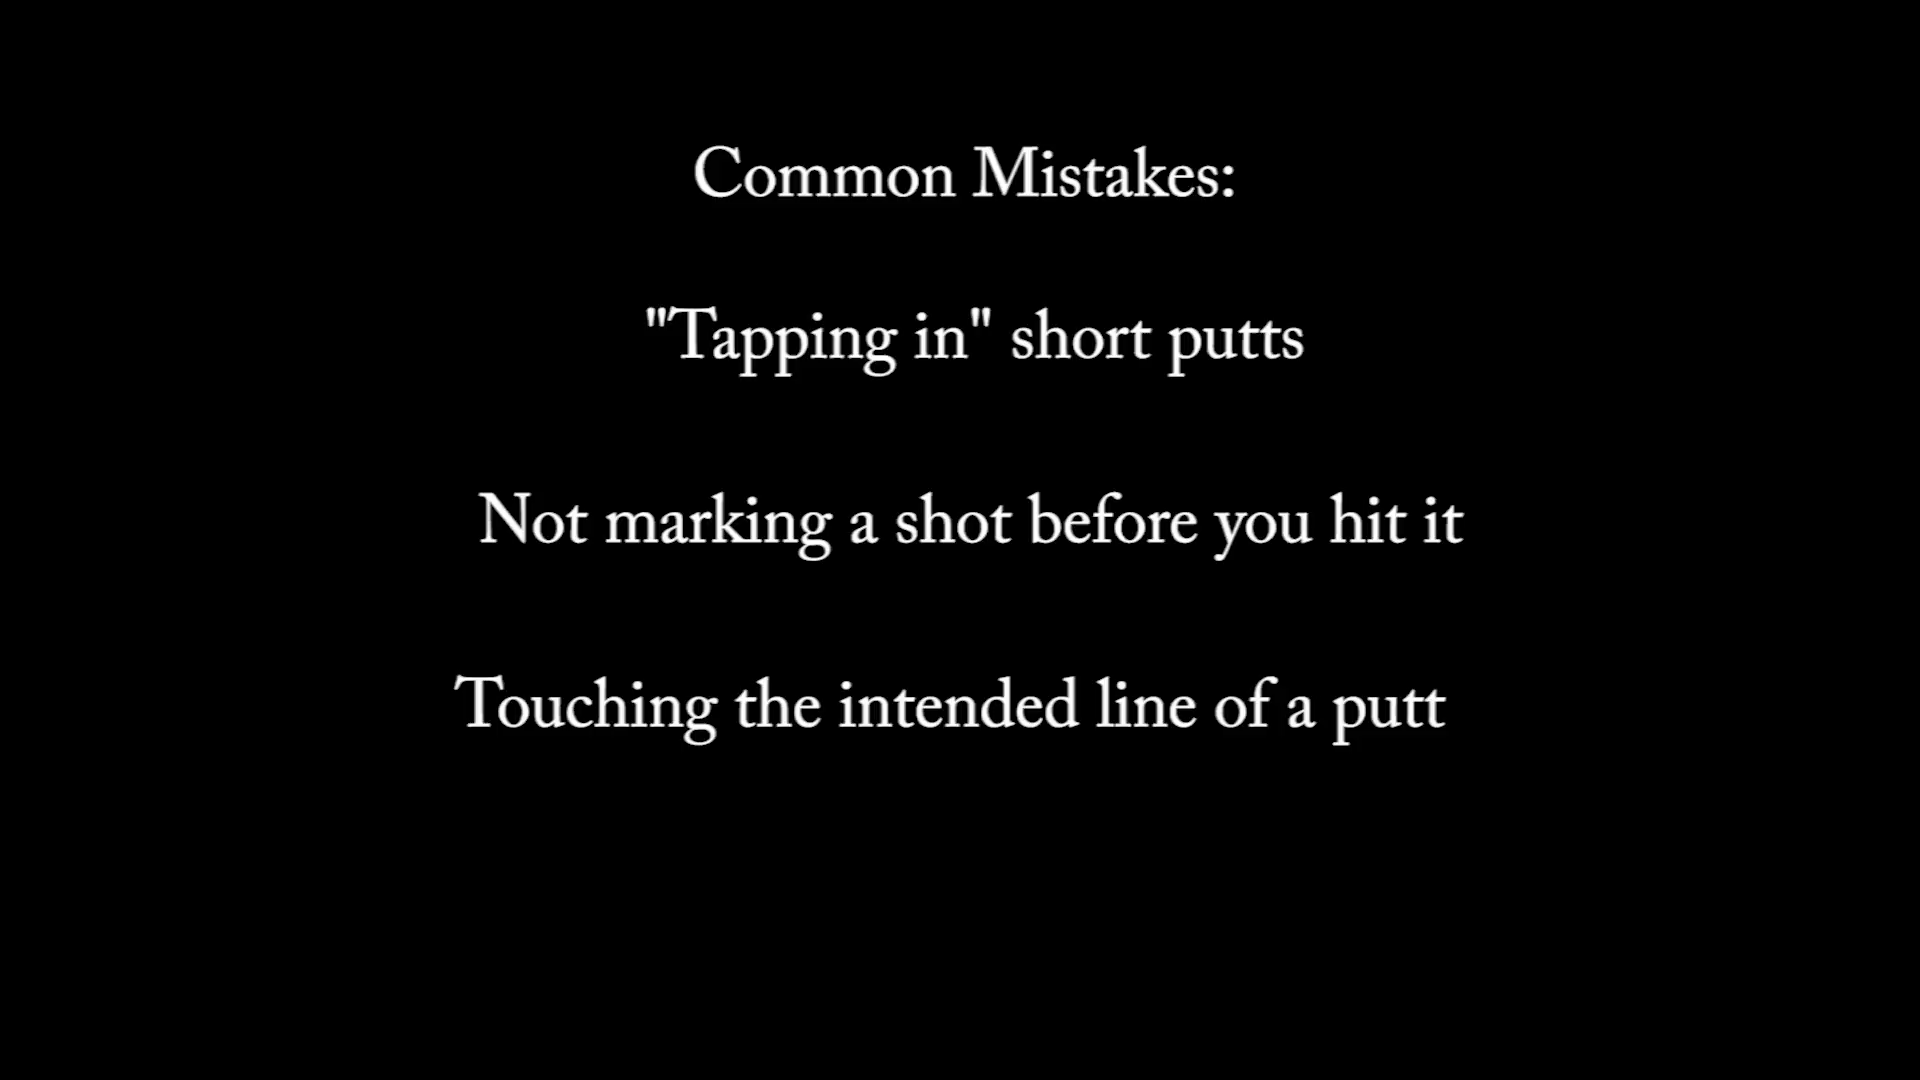 Common Mistakes:
"Tapping in" short putts
Not marking a shot before you hit it
Touching the intended line of a putt